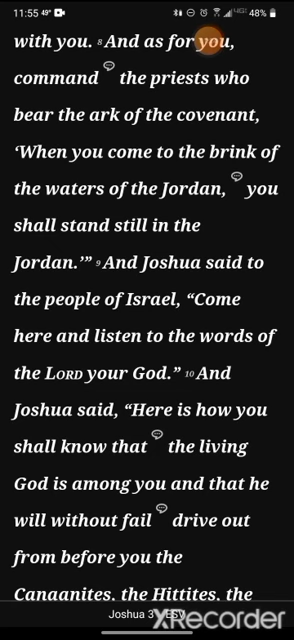 11:55 49° 48%
with you. 8 And as for you,
command the priests who
bear the ark of the covenant,
‘When you come to the brink of
the waters of the Jordan, you
shall stand still in the
Jordan.’” 9 And Joshua said to
the people of Israel, “Come
here and listen to the words of
the LORD your God.” 10 And
Joshua said, “Here is how you
shall know that the living
God is among you and that he
will without fail drive out
from before you the
Canaanites, the Hittites, the
Joshua 3 ESV
XRecorder